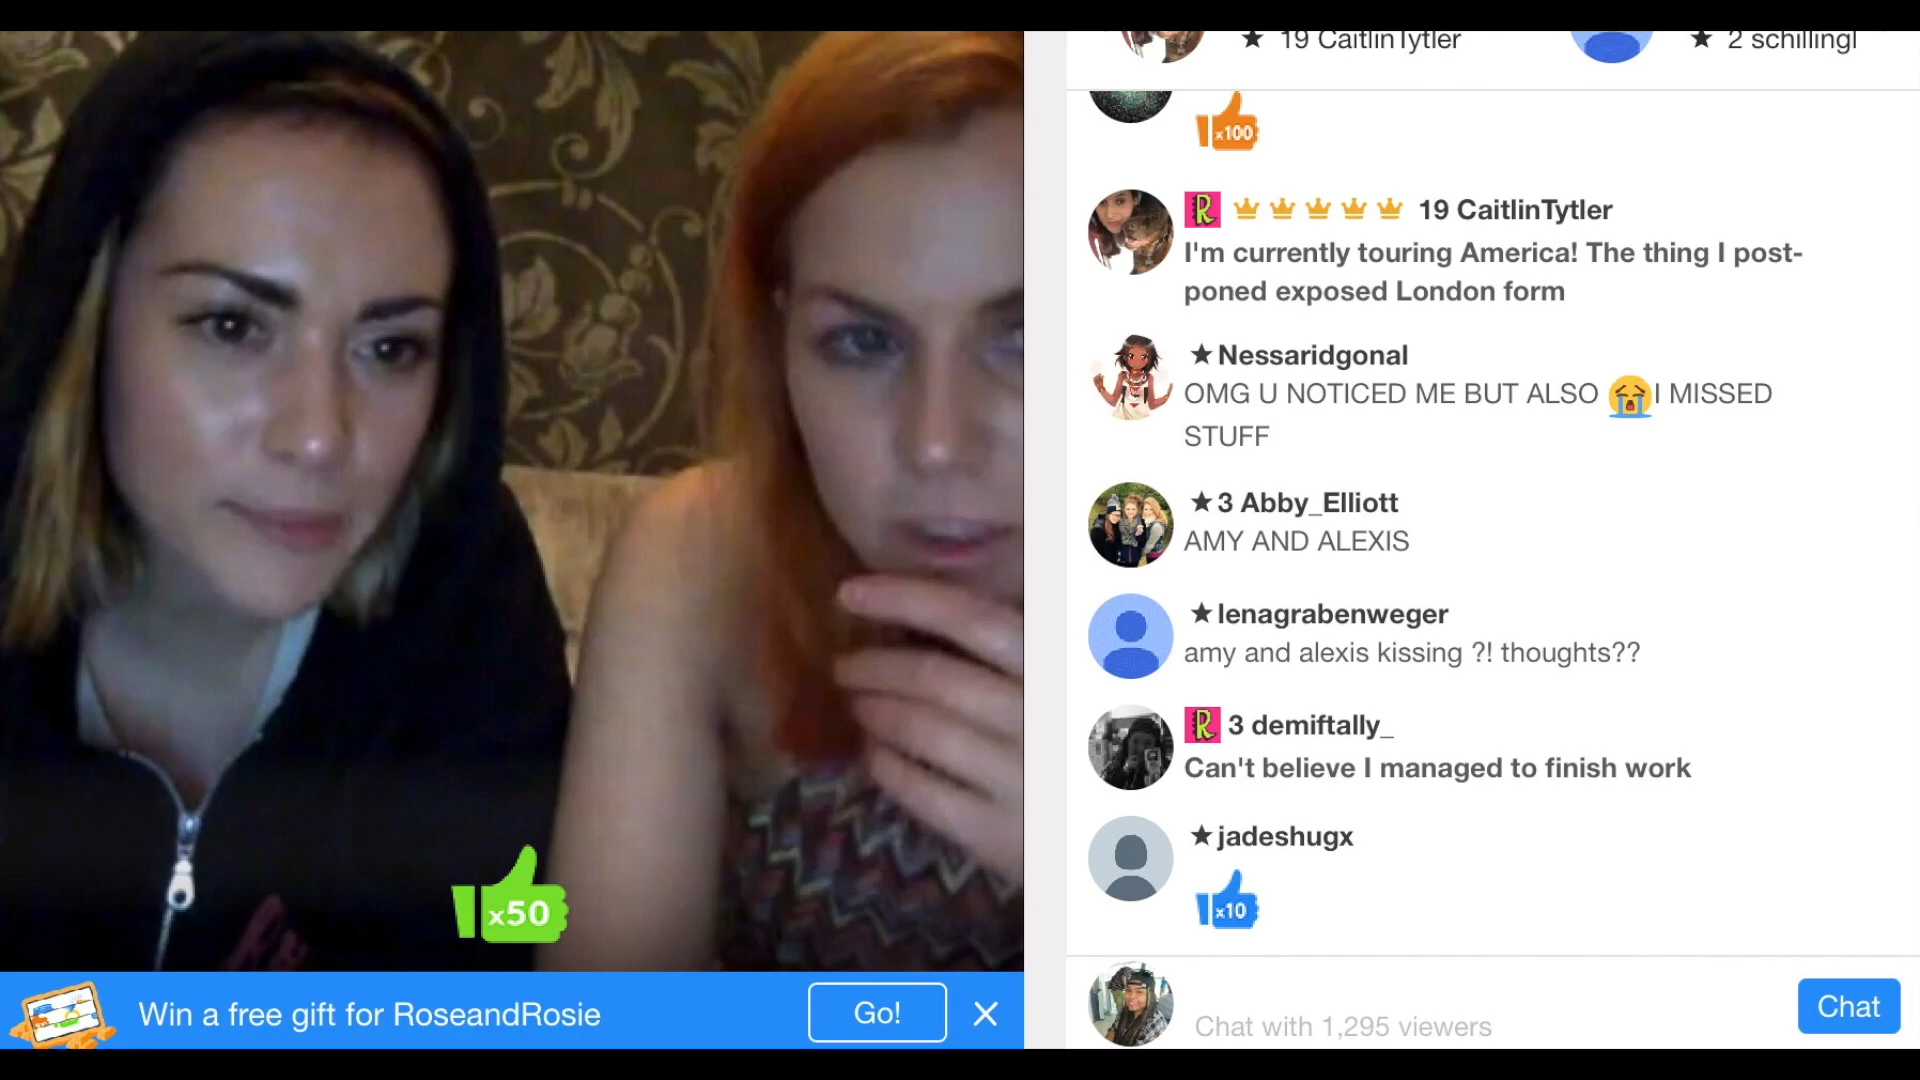 ★ 19 CaitlinTytler
★ 2 schillingl
x100
R 19 CaitlinTytler
I'm currently touring America! The thing I post-
poned exposed London form
★ Nessaridgonal
OMG U NOTICED ME BUT ALSO 😭 I MISSED
STUFF
★ 3 Abby_Elliott
AMY AND ALEXIS
★ lenagrabenweger
amy and alexis kissing ?! thoughts??
R 3 demiftally_
Can't believe I managed to finish work
★ jadeshugx
x10
x50
Win a free gift for RoseandRosie
Go!
Chat with 1,295 viewers
Chat